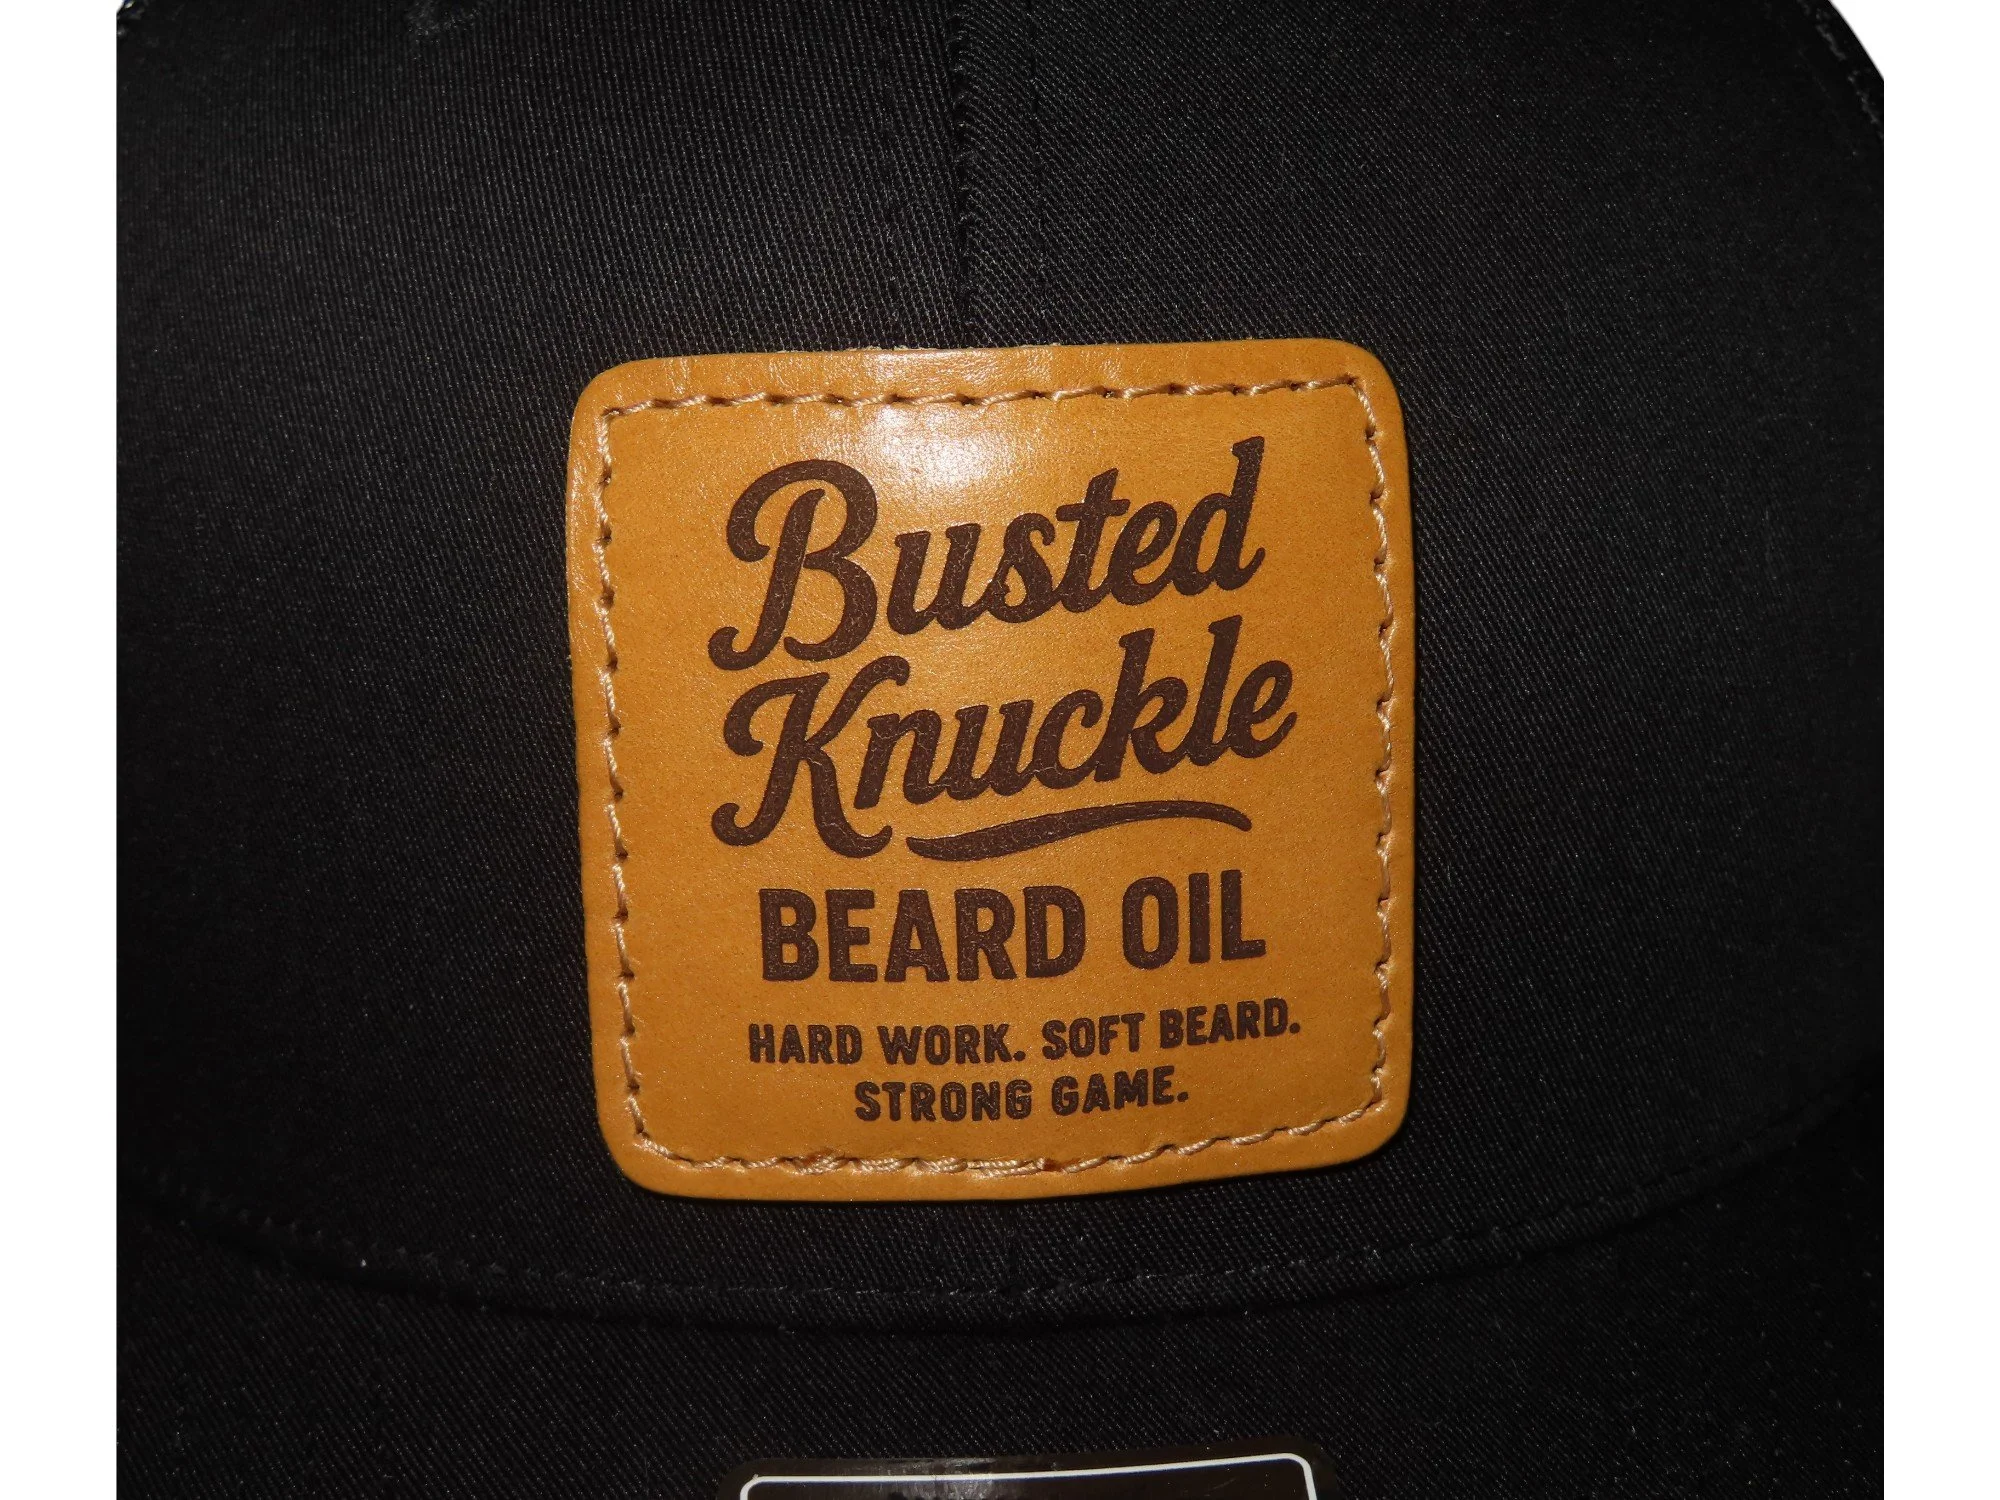 Busted
Knuckle
BEARD OIL
HARD WORK. SOFT BEARD.
STRONG GAME.